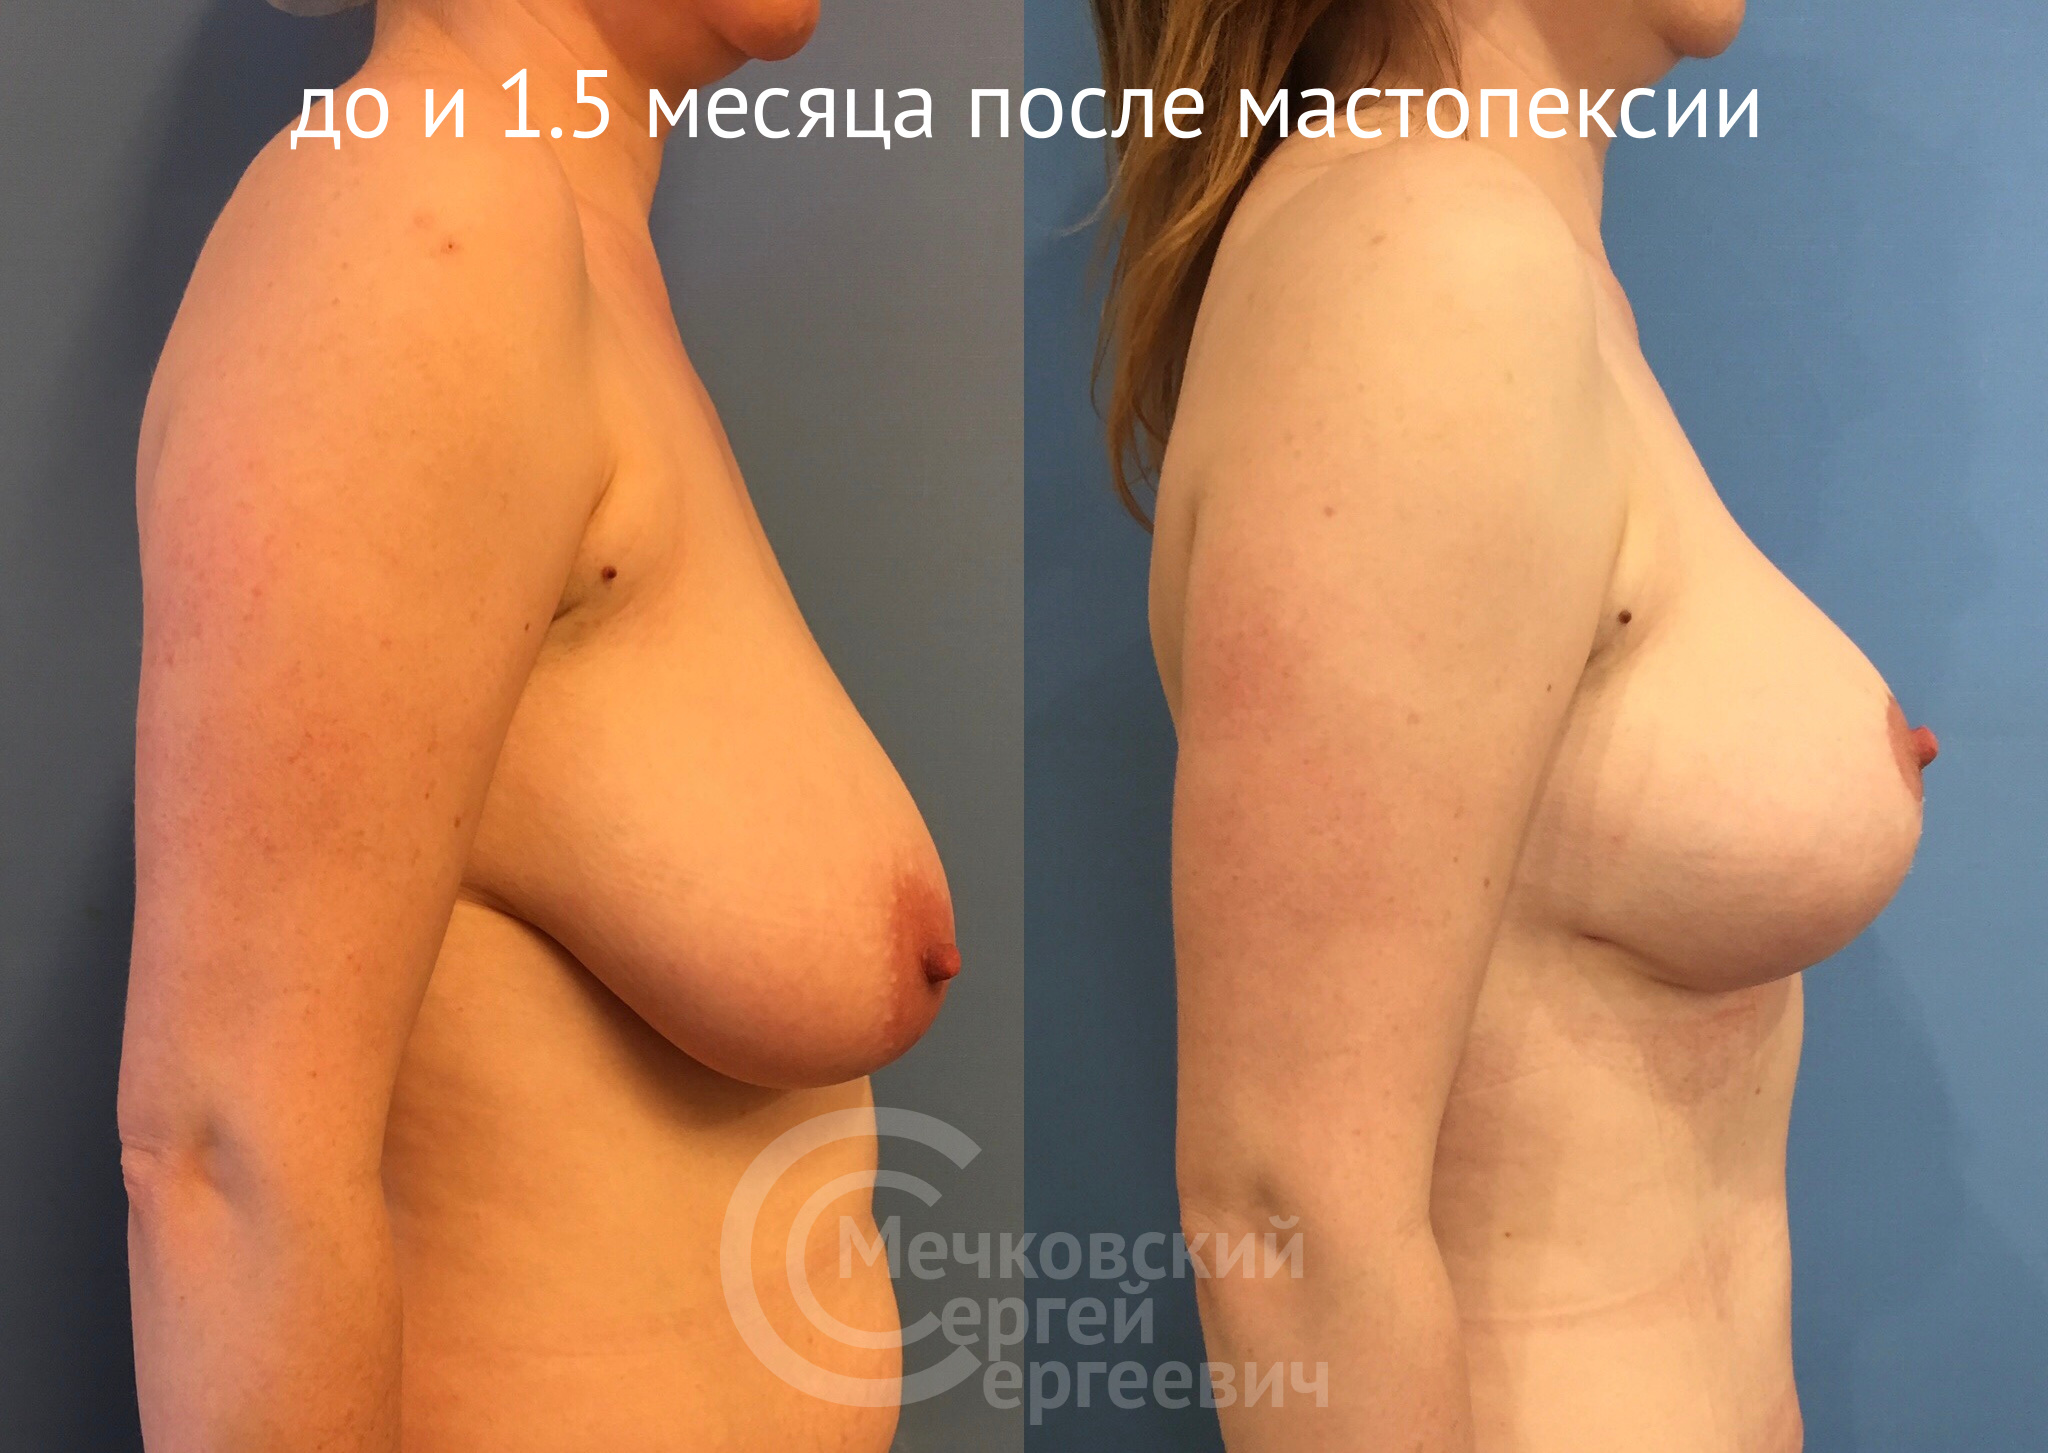 до и 1.5 месяца после мастопексии
Мечковский
Сергей
Сергеевич